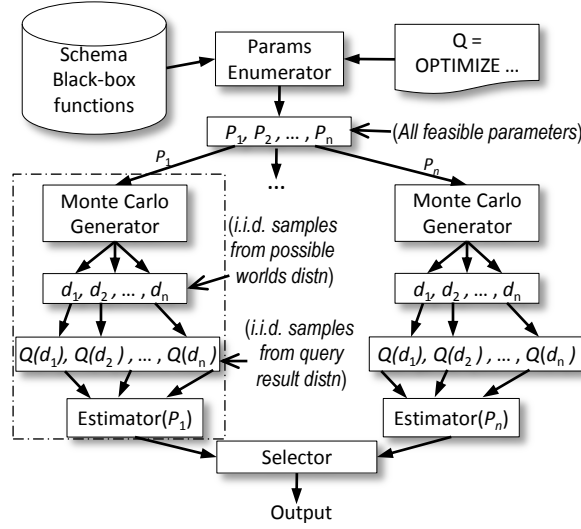 Schema
Black-box
functions
Params
Enumerator
Q =
OPTIMIZE ...
P1, P2 , ... , Pn
(All feasible parameters)
P1
...
Pn
Monte Carlo
Generator
(i.i.d. samples
from possible
worlds distn)
Monte Carlo
Generator
d1, d2 , ... , dn
d1, d2 , ... , dn
Q(d1), Q(d2) , ... , Q(dn )
(i.i.d. samples
from query
result distn)
Q(d1), Q(d2) , ... , Q(dn )
Estimator(P1)
Estimator(Pn)
Selector
Output